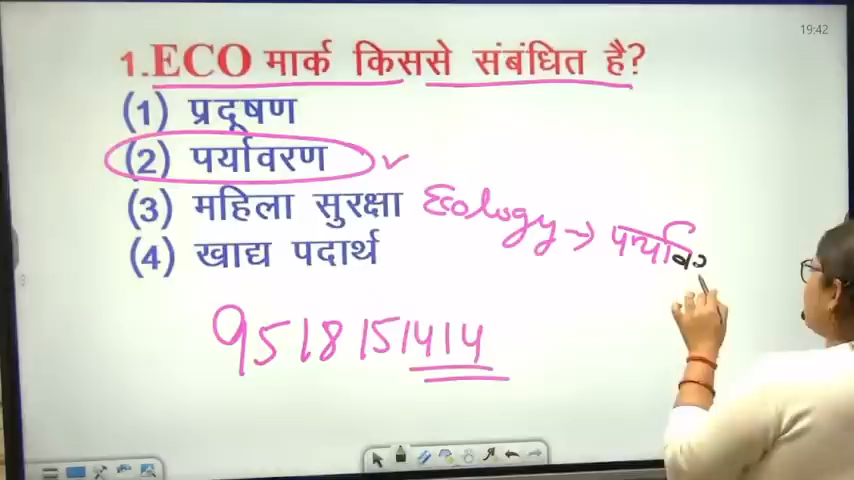 19:42
1.ECO मार्क किससे संबंधित है?
(1) प्रदूषण
(2) पर्यावरण
(3) महिला सुरक्षा Ecology → पर्याव
(4) खाद्य पदार्थ
9518151414